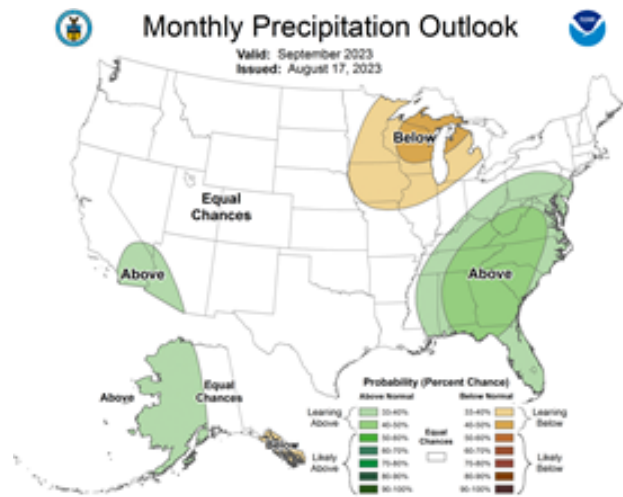 Monthly Precipitation Outlook
Valid: September 2023
Issued: August 17, 2023
Below
Equal
Chances
Above
Above
Above
Equal
Chances
Below
Probability (Percent Chance)
Above Normal
Below Normal
Leaning
Above
Likely
Above
33-40%
40-50%
50-60%
60-70%
70-80%
80-90%
90-100%
Equal
Chances
33-40%
40-50%
50-60%
60-70%
70-80%
80-90%
90-100%
Leaning
Below
Likely
Below